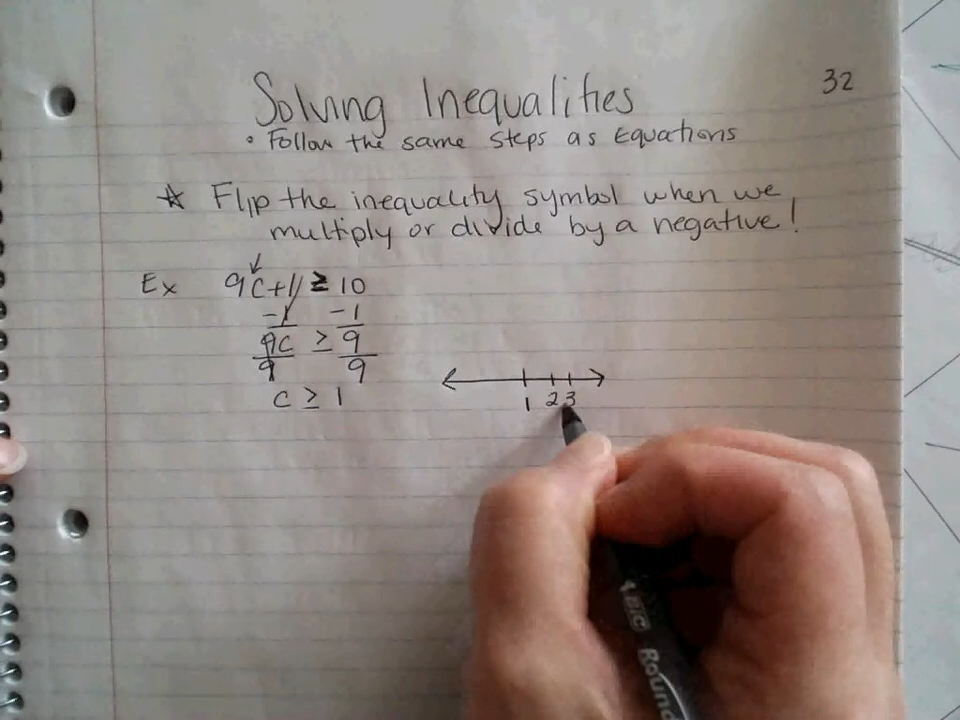 32
Solving Inequalities
• Follow the same steps as Equations
☆ Flip the inequality symbol when we
multiply or divide by a negative!
Ex 9c+1 ≥ 10
-1 -1
9c ≥ 9
9 9
c ≥ 1
1 2 3
BIC Round